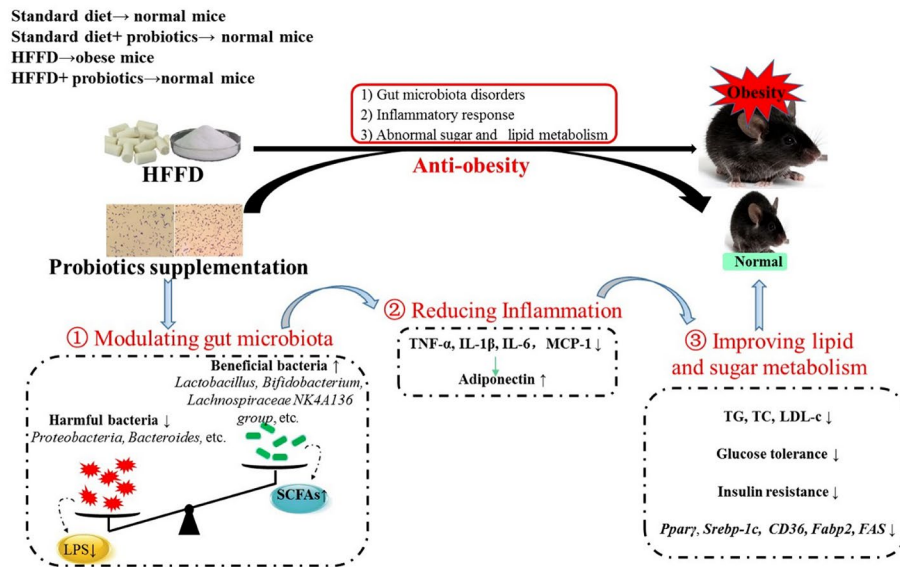 Standard diet→ normal mice
Standard diet+ probiotics→ normal mice
HFFD→obese mice
HFFD+ probiotics→normal mice
1) Gut microbiota disorders
2) Inflammatory response
3) Abnormal sugar and lipid metabolism
Obesity
HFFD
Anti-obesity
Probiotics supplementation
Normal
① Modulating gut microbiota
② Reducing Inflammation
③ Improving lipid
and sugar metabolism
Beneficial bacteria ↑
Lactobacillus, Bifidobacterium,
Lachnospiraceae NK4A136
group, etc.
Harmful bacteria ↓
Proteobacteria, Bacteroides, etc.
SCFAs↑
LPS↓
TNF-α, IL-1β, IL-6, MCP-1 ↓
Adiponectin ↑
TG, TC, LDL-c ↓
Glucose tolerance ↓
Insulin resistance ↓
Pparγ, Srebp-1c, CD36, Fabp2, FAS ↓